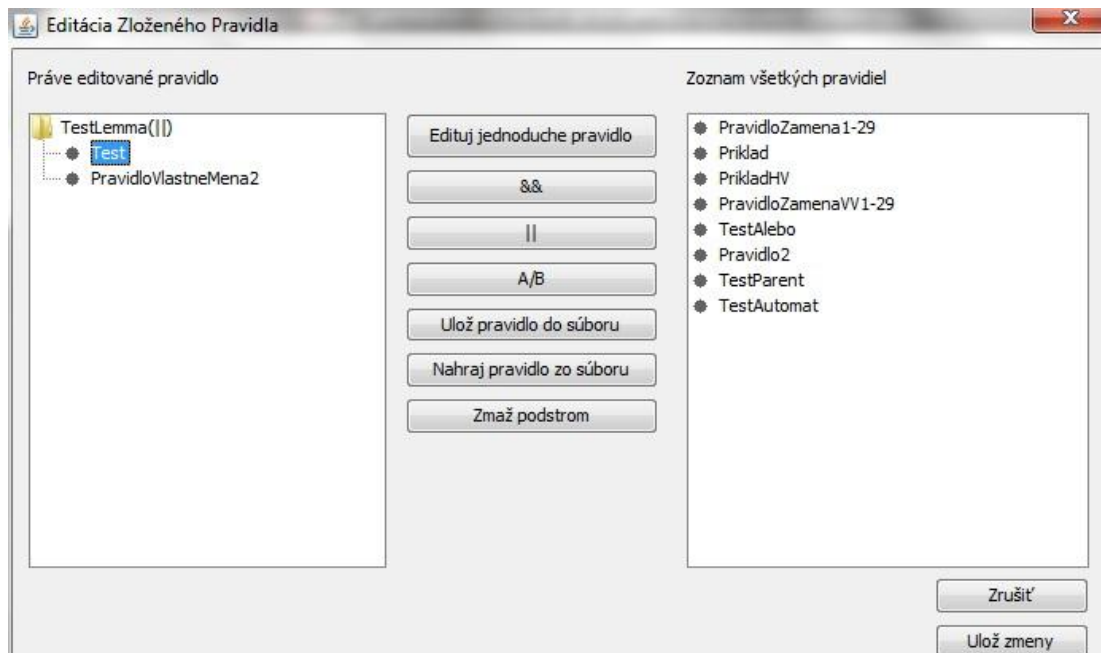 Editácia Zloženého Pravidla
Práve editované pravidlo
TestLemma(||)
Test
PravidloVlastneMena2
Edituj jednoduche pravidlo
&&
||
A/B
Ulož pravidlo do súboru
Nahraj pravidlo zo súboru
Zmaž podstrom
Zoznam všetkých pravidiel
PravidloZamena1-29
Priklad
PrikladHV
PravidloZamenaVV1-29
TestAlebo
Pravidlo2
TestParent
TestAutomat
Zrušiť
Ulož zmeny